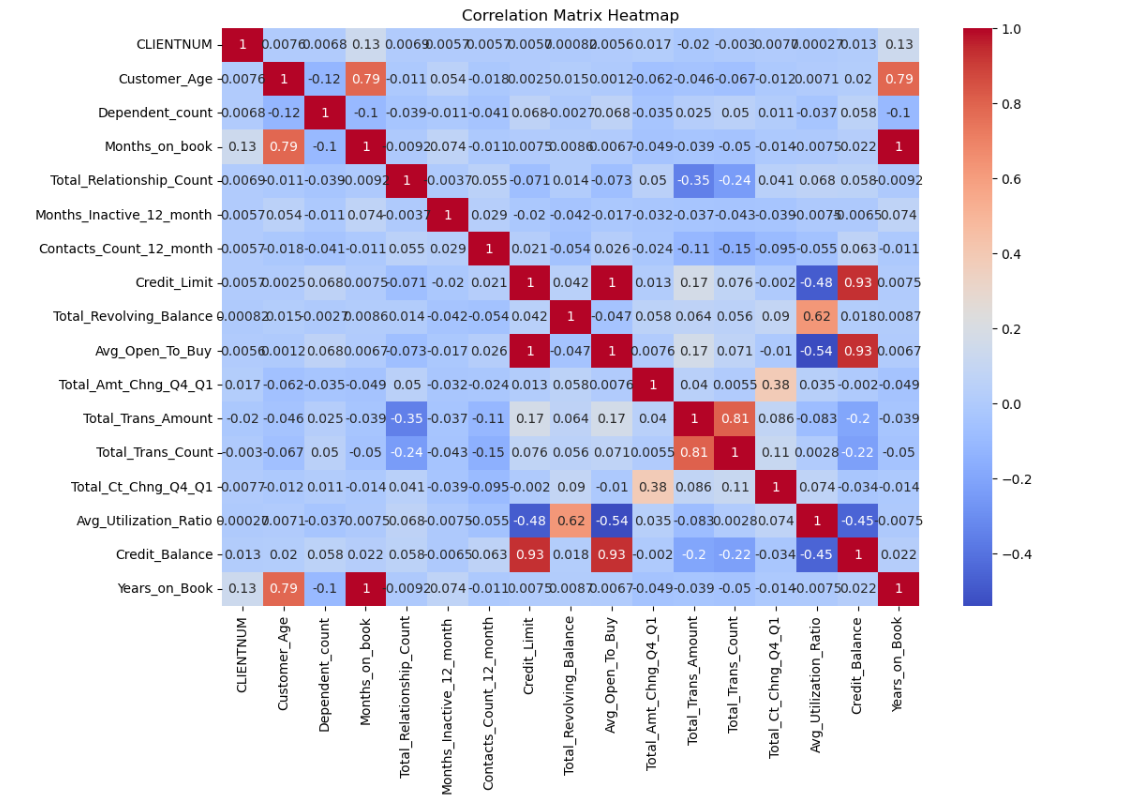 Correlation Matrix Heatmap
CLIENTNUM 1 0.0076 0.0068 0.13 0.0069 0.0057 0.0057 0.0057 0.00082 0.0056 0.017 -0.02 -0.003 0.0077 0.00027 0.013 0.13
Customer_Age 0.0076 1 -0.12 0.79 -0.011 0.054 -0.018 0.0025 0.015 0.0012 -0.062 -0.046 -0.067 -0.012 0.0071 0.02 0.79
Dependent_count 0.0068 -0.12 1 -0.1 -0.039 -0.011 -0.041 0.068 -0.0027 0.068 -0.035 0.025 0.05 0.011 -0.037 0.058 -0.1
Months_on_book 0.13 0.79 -0.1 1 -0.0092 0.074 -0.011 0.0075 0.0086 0.0067 -0.049 -0.039 -0.05 -0.014 -0.0075 0.022 1
Total_Relationship_Count 0.0069 -0.011 -0.039 -0.0092 1 -0.0037 0.055 -0.071 0.014 -0.073 0.05 -0.35 -0.24 0.041 0.068 0.058 -0.0092
Months_Inactive_12_month 0.0057 0.054 -0.011 0.074 -0.0037 1 0.029 -0.02 -0.042 -0.017 -0.032 -0.037 -0.043 -0.039 -0.0075 -0.0065 0.074
Contacts_Count_12_month 0.0057 -0.018 -0.041 -0.011 0.055 0.029 1 0.021 -0.054 0.026 -0.024 -0.11 -0.15 -0.095 -0.055 0.063 -0.011
Credit_Limit 0.0057 0.0025 0.068 0.0075 -0.071 -0.02 0.021 1 0.042 1 0.013 0.17 0.076 -0.002 -0.48 0.93 0.0075
Total_Revolving_Balance 0.00082 0.015 -0.0027 0.0086 0.014 -0.042 -0.054 0.042 1 -0.047 0.058 0.064 0.056 0.09 0.62 0.018 0.0087
Avg_Open_To_Buy 0.0056 0.0012 0.068 0.0067 -0.073 -0.017 0.026 1 -0.047 1 0.0076 0.17 0.071 -0.01 -0.54 0.93 0.0067
Total_Amt_Chng_Q4_Q1 0.017 -0.062 -0.035 -0.049 0.05 -0.032 -0.024 0.013 0.058 0.0076 1 0.04 0.0055 0.38 0.035 -0.002 -0.049
Total_Trans_Amount -0.02 -0.046 0.025 -0.039 -0.35 -0.037 -0.11 0.17 0.064 0.17 0.04 1 0.81 0.086 -0.083 -0.2 -0.039
Total_Trans_Count -0.003 -0.067 0.05 -0.05 -0.24 -0.043 -0.15 0.076 0.056 0.071 0.0055 0.81 1 0.11 0.0028 -0.22 -0.05
Total_Ct_Chng_Q4_Q1 0.0077 -0.012 0.011 -0.014 0.041 -0.039 -0.095 -0.002 0.09 -0.01 0.38 0.086 0.11 1 0.074 -0.034 -0.014
Avg_Utilization_Ratio 0.00027 0.0071 -0.037 -0.0075 0.068 -0.0075 -0.055 -0.48 0.62 -0.54 0.035 -0.083 0.0028 0.074 1 -0.45 -0.0075
Credit_Balance 0.013 0.02 0.058 0.022 0.058 -0.0065 0.063 0.93 0.018 0.93 -0.002 -0.2 -0.22 -0.034 -0.45 1 0.022
Years_on_Book 0.13 0.79 -0.1 1 -0.0092 0.074 -0.011 0.0075 0.0087 0.0067 -0.049 -0.039 -0.05 -0.014 -0.0075 0.022 1
CLIENTNUM
Customer_Age
Dependent_count
Months_on_book
Total_Relationship_Count
Months_Inactive_12_month
Contacts_Count_12_month
Credit_Limit
Total_Revolving_Balance
Avg_Open_To_Buy
Total_Amt_Chng_Q4_Q1
Total_Trans_Amount
Total_Trans_Count
Total_Ct_Chng_Q4_Q1
Avg_Utilization_Ratio
Credit_Balance
Years_on_Book
1.0
0.8
0.6
0.4
0.2
0.0
−0.2
−0.4